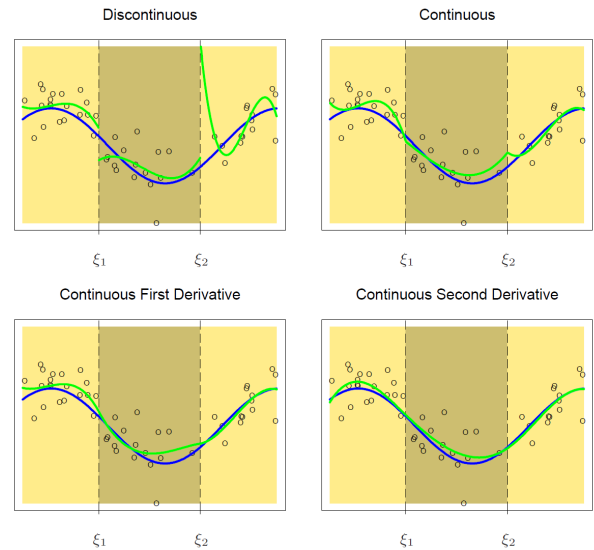 Discontinuous
Continuous
ξ1 ξ2
ξ1 ξ2
Continuous First Derivative
Continuous Second Derivative
ξ1 ξ2
ξ1 ξ2